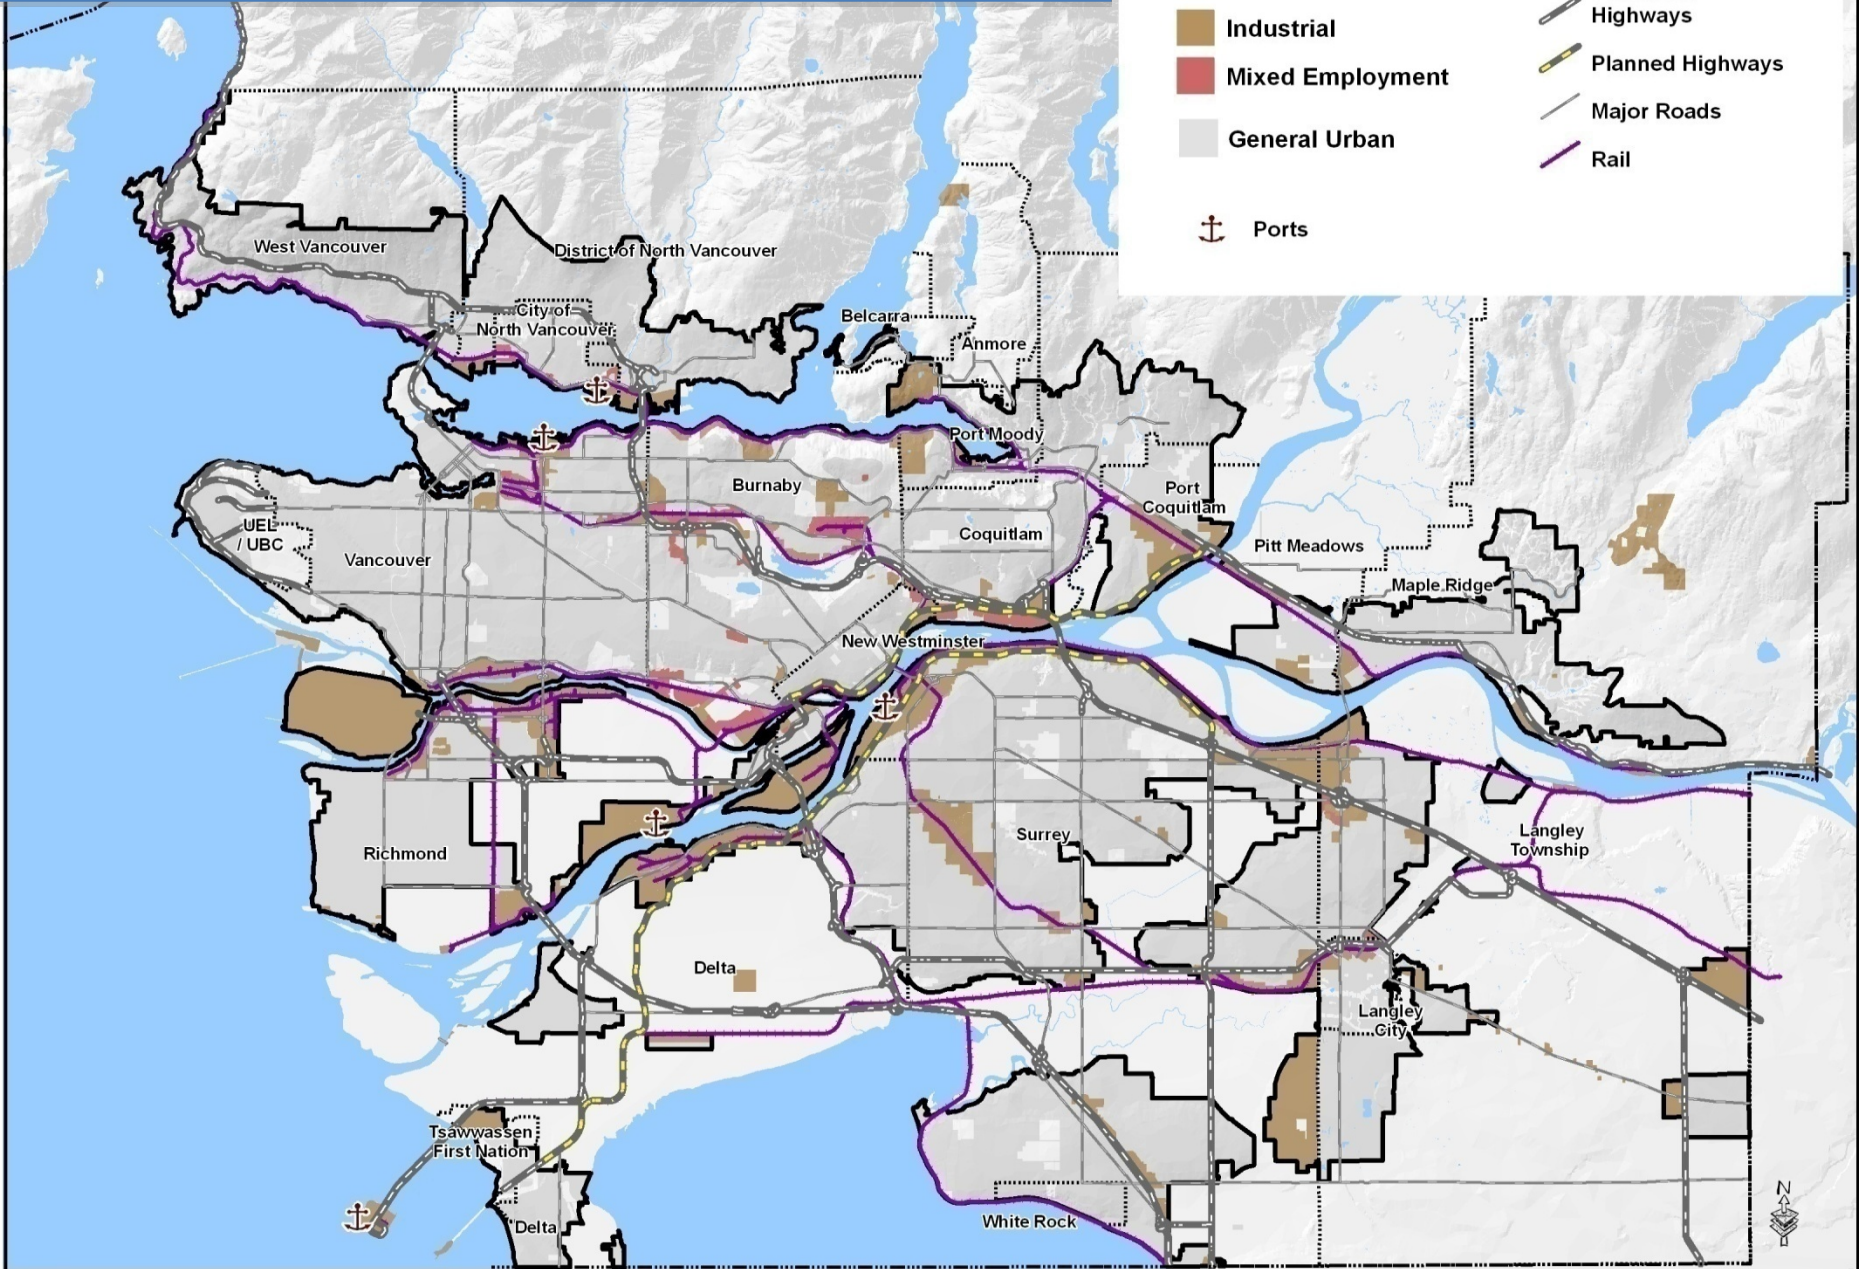 Industrial
Mixed Employment
General Urban
Ports
Highways
Planned Highways
Major Roads
Rail
West Vancouver
District of North Vancouver
City of
North Vancouver
Belcarra
Anmore
Port Moody
Burnaby
Port
Coquitlam
UEL
/ UBC
Vancouver
Coquitlam
Pitt Meadows
Maple Ridge
New Westminster
Richmond
Surrey
Langley
Township
Delta
Langley
City
Tsawwassen
First Nation
Delta
White Rock
N